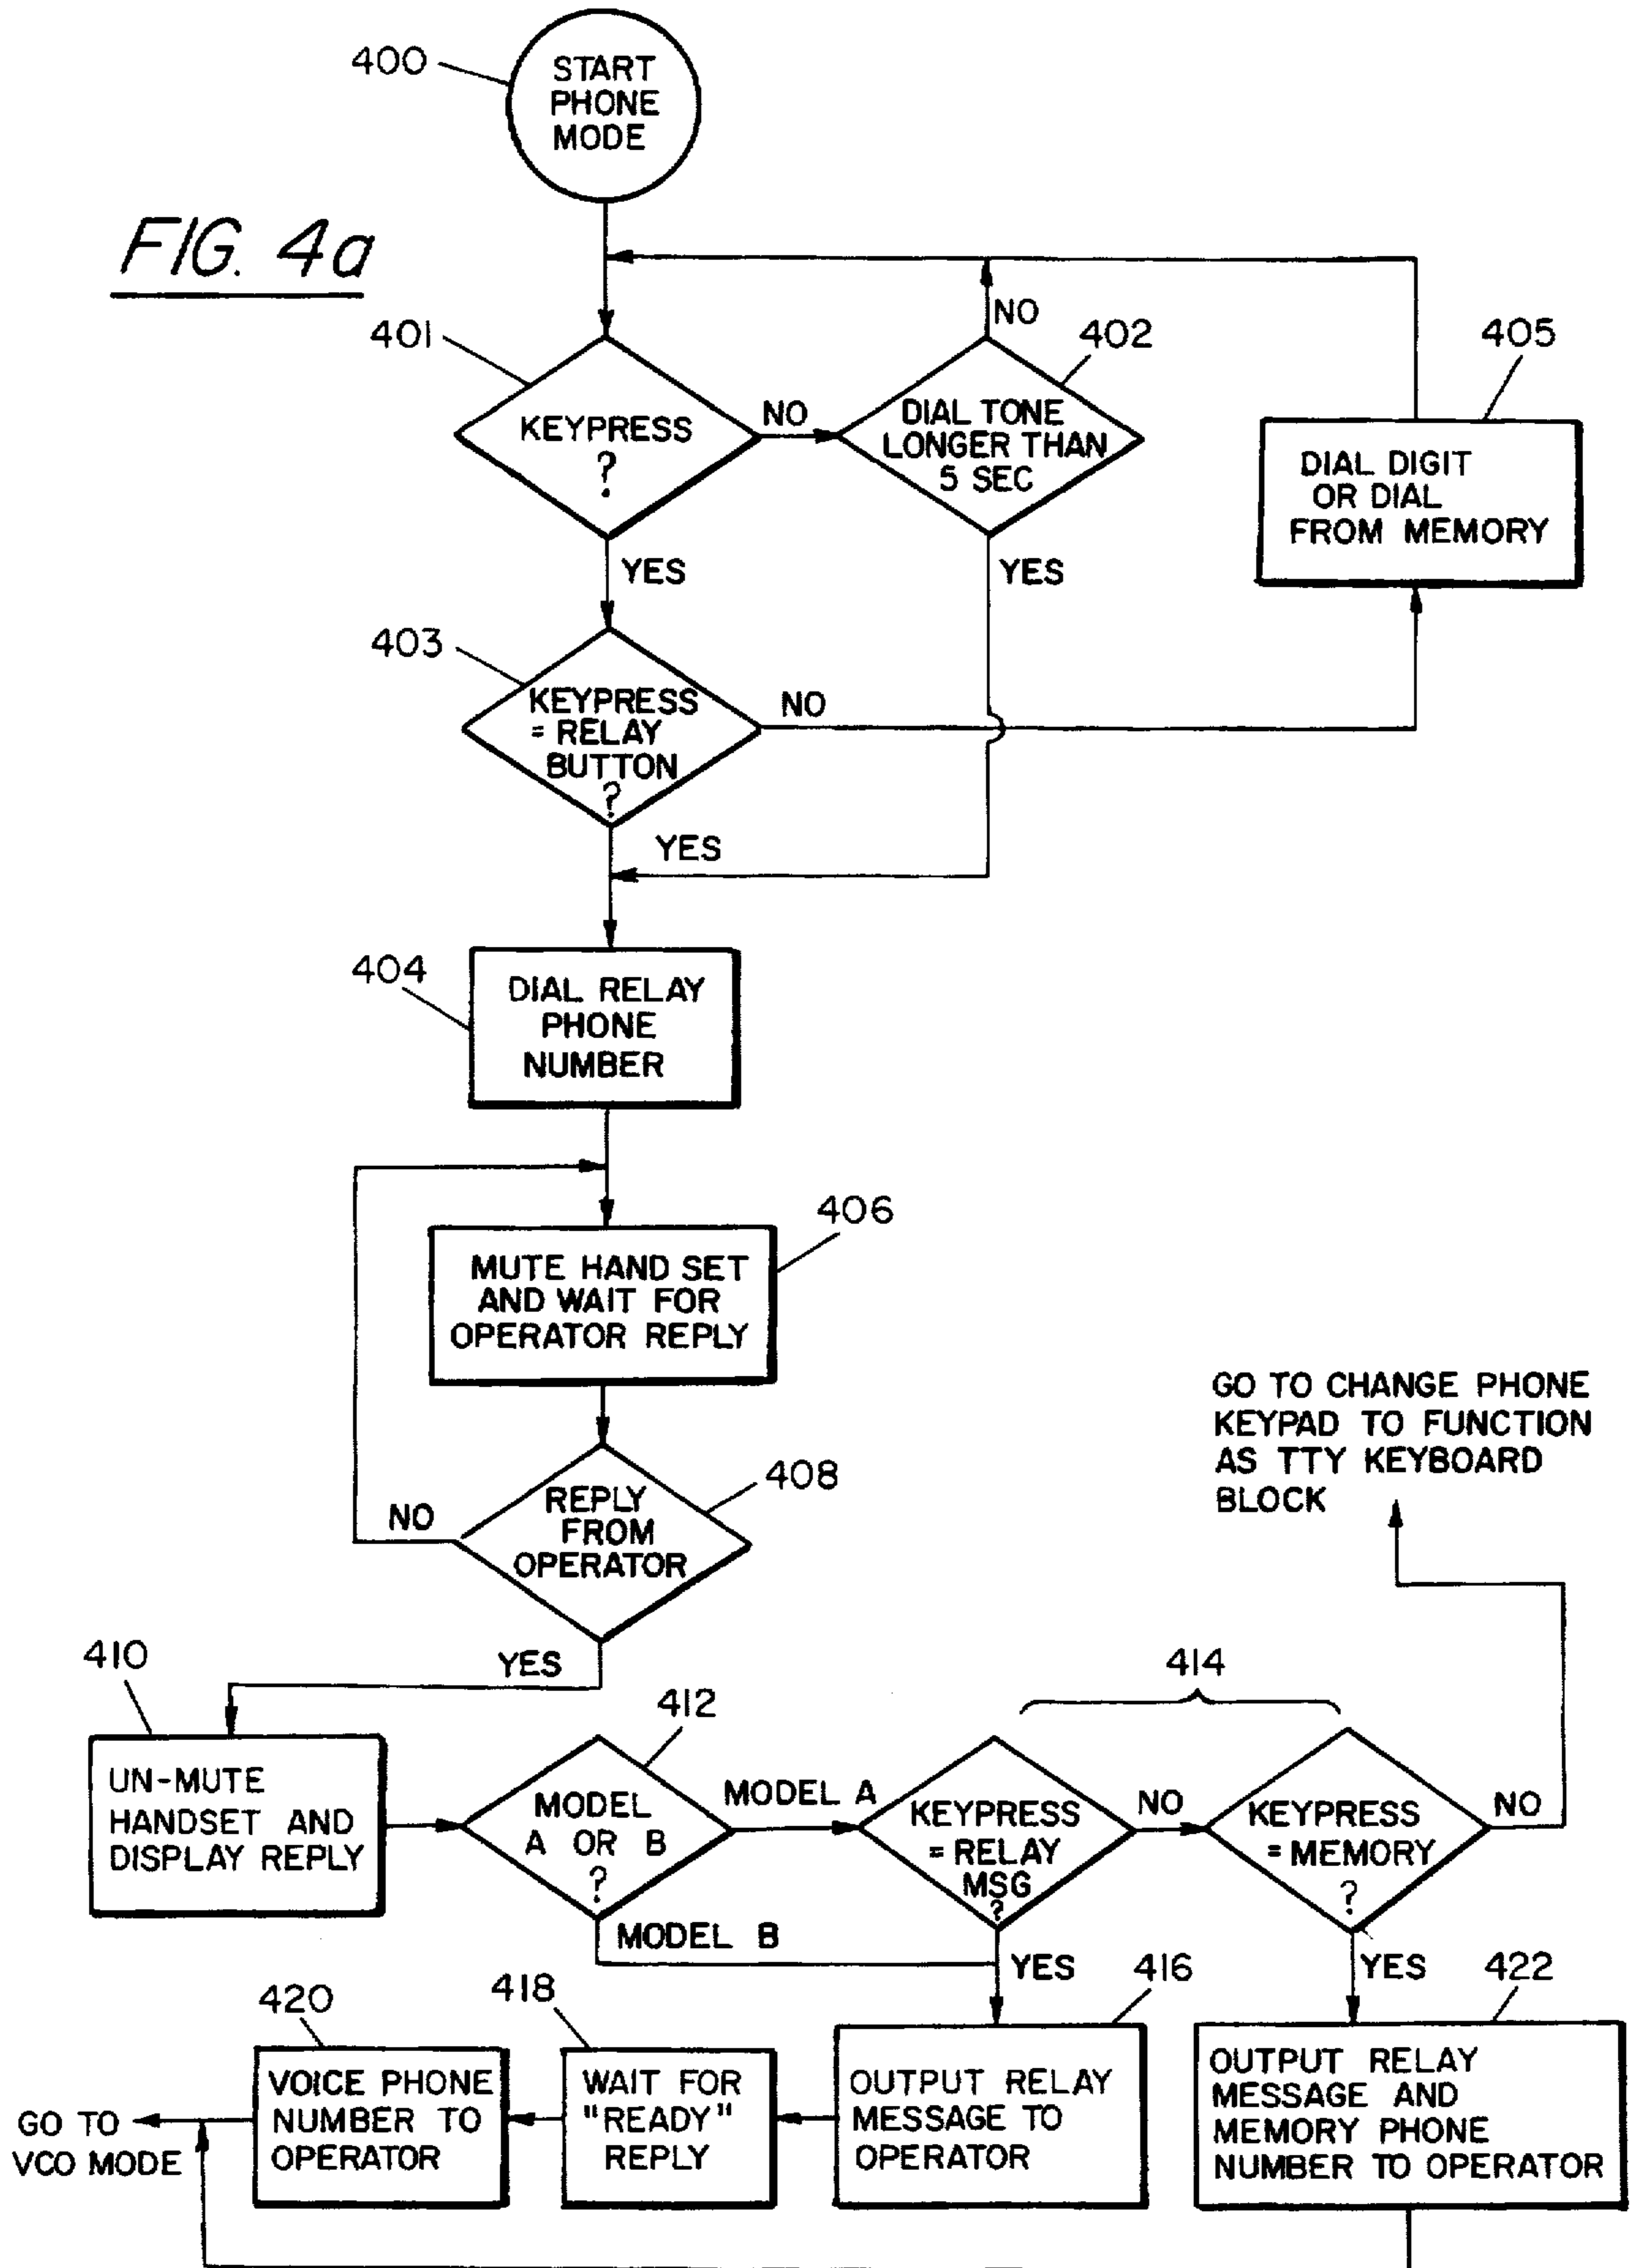 400
START
PHONE
MODE
FIG. 4a
401
KEYPRESS
?
NO
YES
402
DIAL TONE
LONGER THAN
5 SEC
NO
YES
405
DIAL DIGIT
OR DIAL
FROM MEMORY
403
KEYPRESS
= RELAY
BUTTON
?
NO
YES
404
DIAL RELAY
PHONE
NUMBER
406
MUTE HAND SET
AND WAIT FOR
OPERATOR REPLY
408
REPLY
FROM
OPERATOR
NO
YES
GO TO CHANGE PHONE
KEYPAD TO FUNCTION
AS TTY KEYBOARD
BLOCK
410
UN-MUTE
HANDSET AND
DISPLAY REPLY
412
MODEL
A OR B
?
MODEL A
MODEL B
414
KEYPRESS
= RELAY
MSG
?
NO
YES
KEYPRESS
= MEMORY
?
NO
YES
416
OUTPUT RELAY
MESSAGE TO
OPERATOR
418
WAIT FOR
"READY"
REPLY
420
VOICE PHONE
NUMBER TO
OPERATOR
GO TO
VCO MODE
422
OUTPUT RELAY
MESSAGE AND
MEMORY PHONE
NUMBER TO OPERATOR